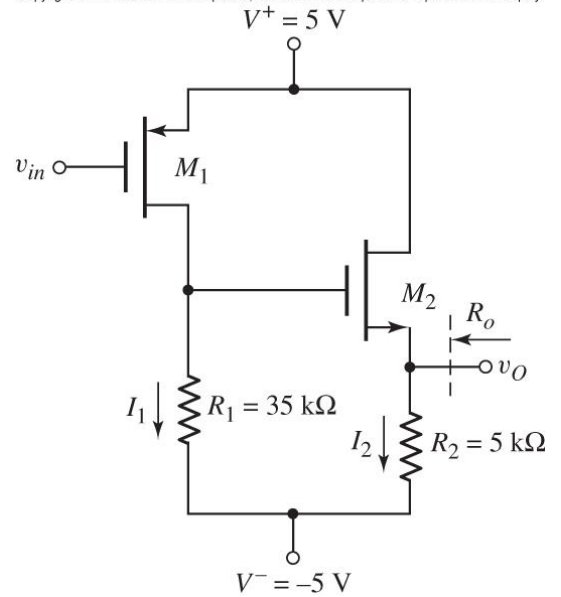 V⁺ = 5 V
v_in
M₁
M₂
R_o
v_O
I₁
R₁ = 35 kΩ
I₂
R₂ = 5 kΩ
V⁻ = –5 V